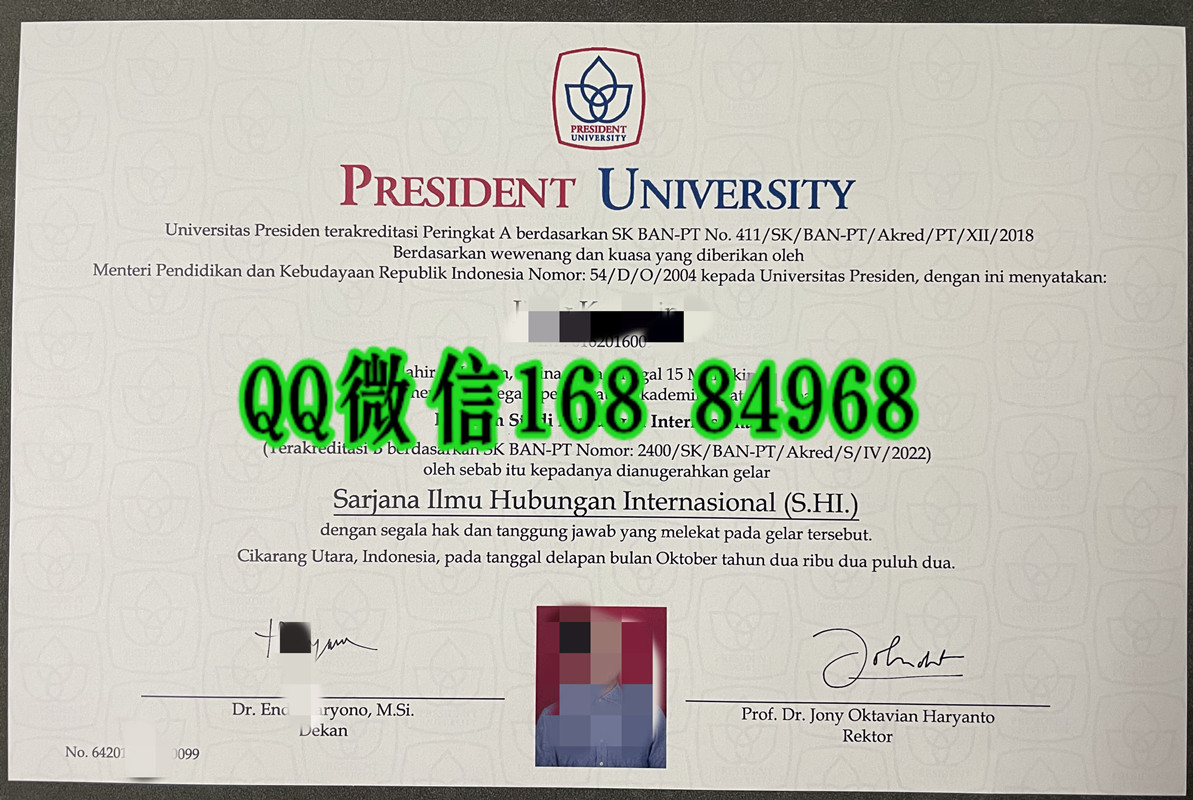 PRESIDENT
UNIVERSITY
PRESIDENT UNIVERSITY
Universitas Presiden terakreditasi Peringkat A berdasarkan SK BAN-PT No. 411/SK/BAN-PT/Akred/PT/XII/2018
Berdasarkan wewenang dan kuasa yang diberikan oleh
Menteri Pendidikan dan Kebudayaan Republik Indonesia Nomor: 54/D/O/2004 kepada Universitas Presiden, dengan ini menyatakan:
QQ微信168 84968
(Terakreditasi B berdasarkan SK BAN-PT Nomor: 2400/SK/BAN-PT/Akred/S/IV/2022)
oleh sebab itu kepadanya dianugerahkan gelar
Sarjana Ilmu Hubungan Internasional (S.HI.)
dengan segala hak dan tanggung jawab yang melekat pada gelar tersebut.
Cikarang Utara, Indonesia, pada tanggal delapan bulan Oktober tahun dua ribu dua puluh dua.
Dr. M.Si.
Dekan
Prof. Dr. Jony Oktavian Haryanto
Rektor
No. 6420 0099